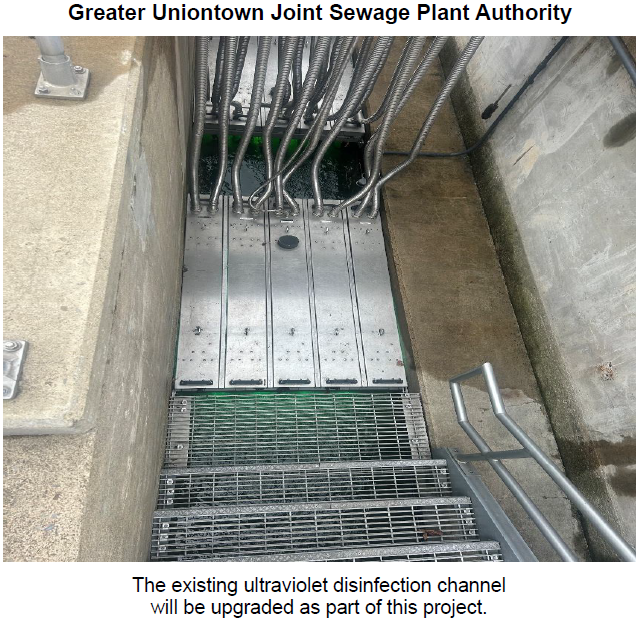 Greater Uniontown Joint Sewage Plant Authority
The existing ultraviolet disinfection channel
will be upgraded as part of this project.